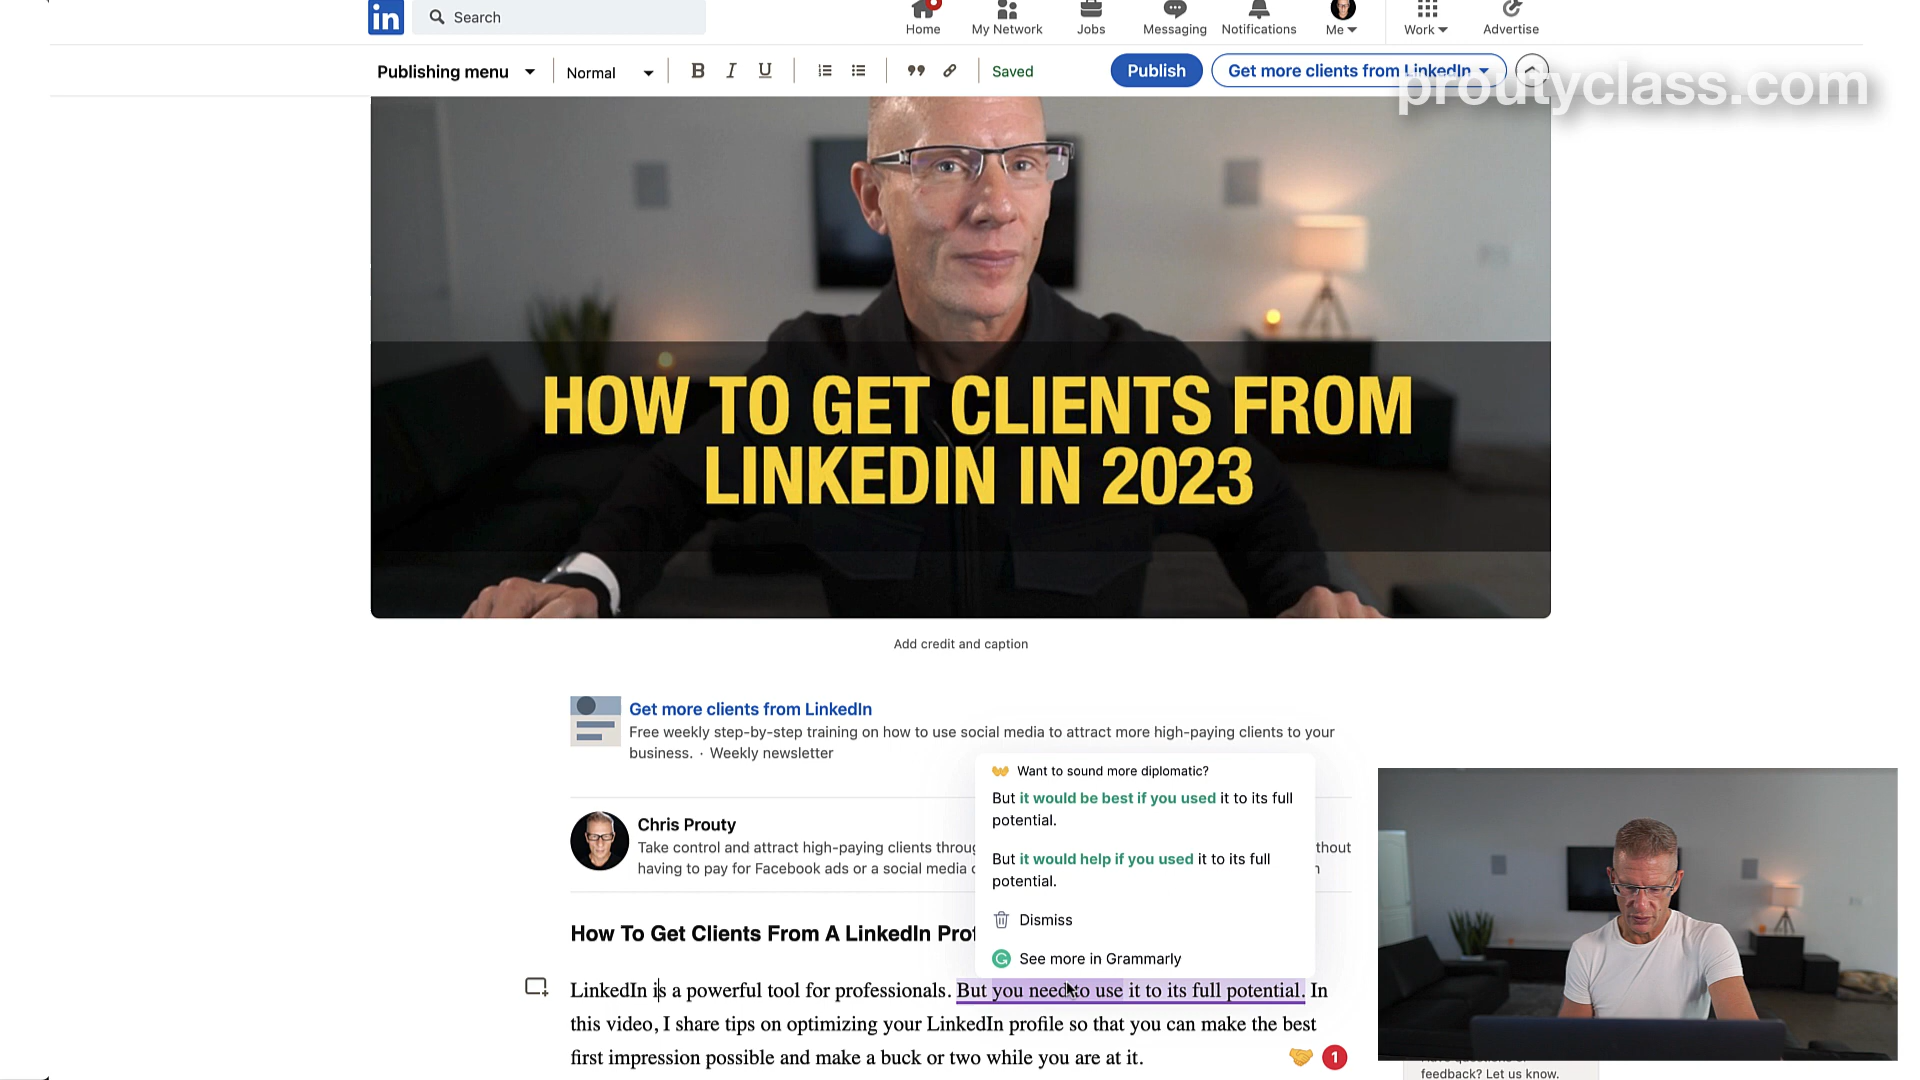 in
Search
Home
My Network
Jobs
Messaging
Notifications
Me
Work
Advertise
Publishing menu
Normal
B I U
Saved
Publish
Get more clients from LinkedIn
proutyclass.com
HOW TO GET CLIENTS FROM
LINKEDIN IN 2023
Add credit and caption
Get more clients from LinkedIn
Free weekly step-by-step training on how to use social media to attract more high-paying clients to your
business. · Weekly newsletter
Want to sound more diplomatic?
But it would be best if you used it to its full
potential.
But it would help if you used it to its full
potential.
Dismiss
See more in Grammarly
Chris Prouty
Take control and attract high-paying clients
having to pay for Facebook ads or a social media
How To Get Clients From A LinkedIn
LinkedIn is a powerful tool for professionals. But you need to use it to its full potential. In
this video, I share tips on optimizing your LinkedIn profile so that you can make the best
first impression possible and make a buck or two while you are at it.
1
feedback? Let us know.